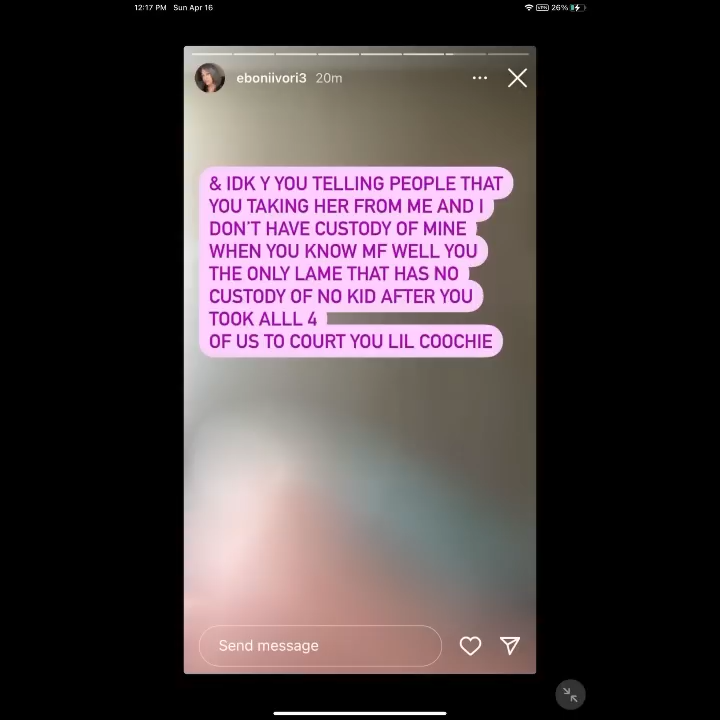 12:17 PM Sun Apr 16
VPN 26%
eboniivori3 20m
& IDK Y YOU TELLING PEOPLE THAT
YOU TAKING HER FROM ME AND I
DON'T HAVE CUSTODY OF MINE
WHEN YOU KNOW MF WELL YOU
THE ONLY LAME THAT HAS NO
CUSTODY OF NO KID AFTER YOU
TOOK ALLL 4
OF US TO COURT YOU LIL COOCHIE
Send message